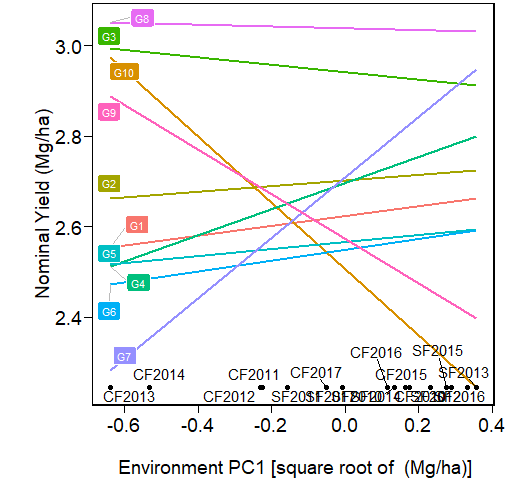 G8
G3
G10
G9
G2
G1
G5
G4
G6
G7
3.0
2.8
2.6
2.4
Nominal Yield (Mg/ha)
SF2015
CF2016
CF2014
CF2011
CF2017
CF2015
SF2013
CF2013
CF2012
SF2011
SF2014
SF2016
-0.6
-0.4
-0.2
0.0
0.2
0.4
Environment PC1 [square root of (Mg/ha)]